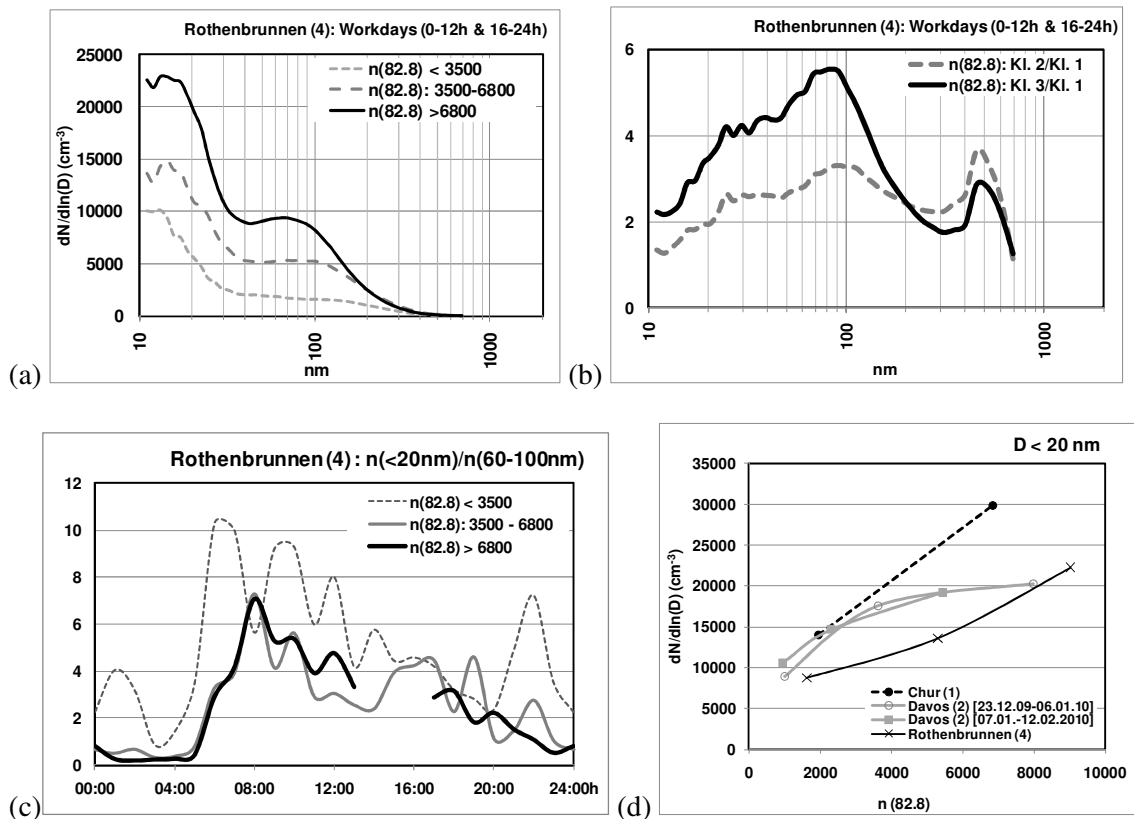 Rothenbrunnen (4): Workdays (0-12h & 16-24h)
25000
20000
15000
10000
5000
0
dN/dln(D) (cm⁻³)
n(82.8) < 3500
n(82.8): 3500-6800
n(82.8) >6800
10
100
1000
nm
(a)
Rothenbrunnen (4): Workdays (0-12h & 16-24h)
6
4
2
0
n(82.8): Kl. 2/Kl. 1
n(82.8): Kl. 3/Kl. 1
10
100
1000
nm
(b)
Rothenbrunnen (4) : n(<20nm)/n(60-100nm)
12
10
8
6
4
2
0
n(82.8) < 3500
n(82.8): 3500 - 6800
n(82.8) > 6800
00:00 04:00 08:00 12:00 16:00 20:00 24:00h
(c)
D < 20 nm
35000
30000
25000
20000
15000
10000
5000
0
dN/dln(D) (cm⁻³)
Chur (1)
Davos (2) [23.12.09-06.01.10]
Davos (2) [07.01.-12.02.2010]
Rothenbrunnen (4)
0 2000 4000 6000 8000 10000
n (82.8)
(d)